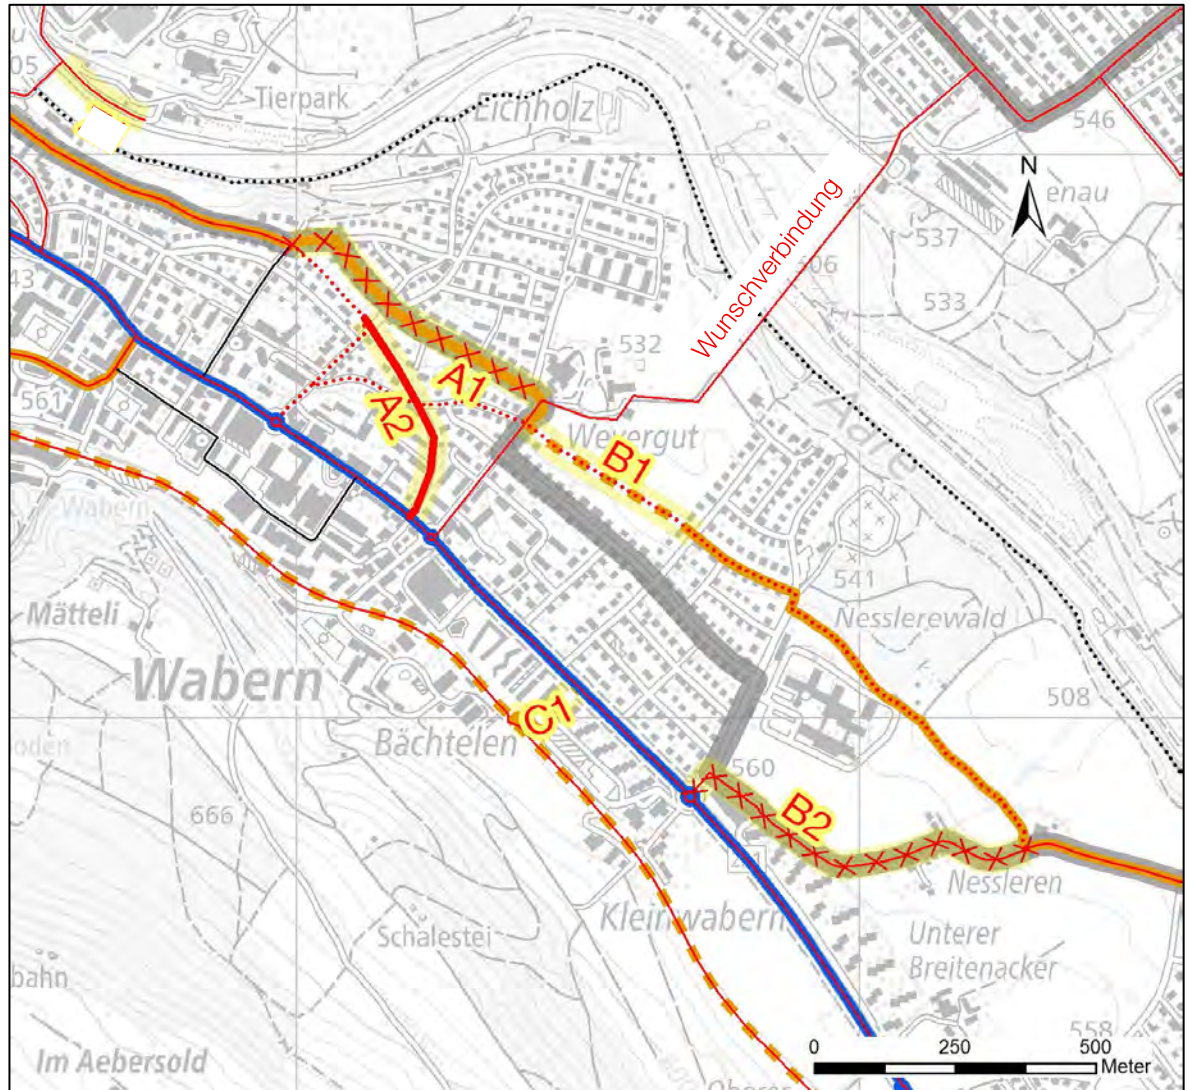 05
Tierpark
Eichholz
546
N
enau
Wunschverbindung
537
506
533
43
532
A1
A2
561
Weyergut
B1
Wabern
541
Nesslerewald
Mätteli
Wabern
508
C1
Bächtelen
560
B2
666
Nessleren
Kleinwabern
Schalestei
Unterer
Breitenacker
bahn
558
0 250 500
Meter
Im Aebersold